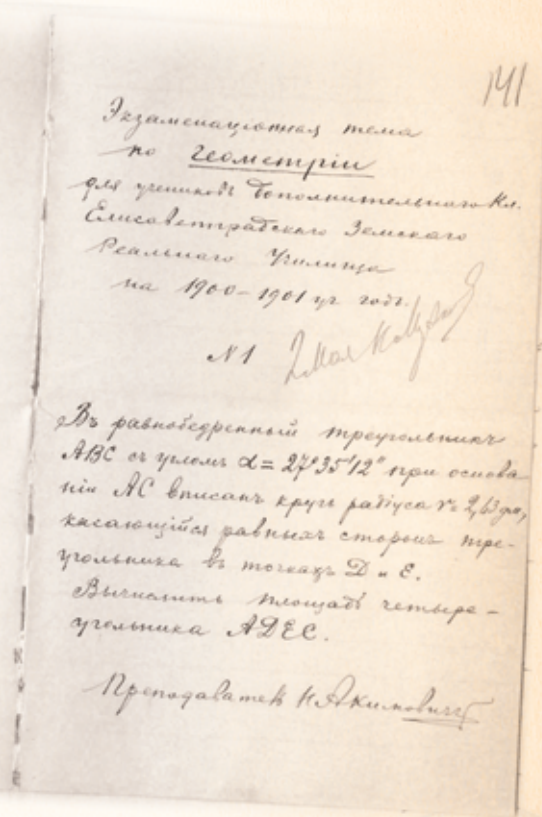 141
Экзаменаціонная тема
по геометріи
для учениковъ дополнительнаго Кл.
Елисаветградскаго Земскаго
Реальнаго Училища
на 1900-1901 уч. годъ.
№1
Въ равнобедренный треугольникъ
ABC съ угломъ α = 27°35'12" при основа-
ніи AC вписанъ кругъ радіуса r = 2,63 дм,
касающійся равныхъ сторонъ тре-
угольника въ точкахъ D и E.
Вычислить площадь четыре-
угольника ADEC.
Преподаватель Н Акимовичъ